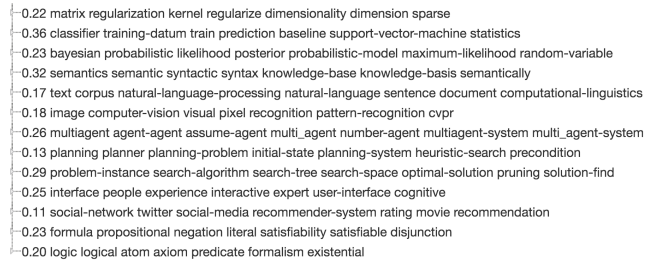 0.22 matrix regularization kernel regularize dimensionality dimension sparse
0.36 classifier training-datum train prediction baseline support-vector-machine statistics
0.23 bayesian probabilistic likelihood posterior probabilistic-model maximum-likelihood random-variable
0.32 semantics semantic syntactic syntax knowledge-base knowledge-basis semantically
0.17 text corpus natural-language-processing natural-language sentence document computational-linguistics
0.18 image computer-vision visual pixel recognition pattern-recognition cvpr
0.26 multiagent agent-agent assume-agent multi_agent number-agent multiagent-system multi_agent-system
0.13 planning planner planning-problem initial-state planning-system heuristic-search precondition
0.29 problem-instance search-algorithm search-tree search-space optimal-solution pruning solution-find
0.25 interface people experience interactive expert user-interface cognitive
0.11 social-network twitter social-media recommender-system rating movie recommendation
0.23 formula propositional negation literal satisfiability satisfiable disjunction
0.20 logic logical atom axiom predicate formalism existential